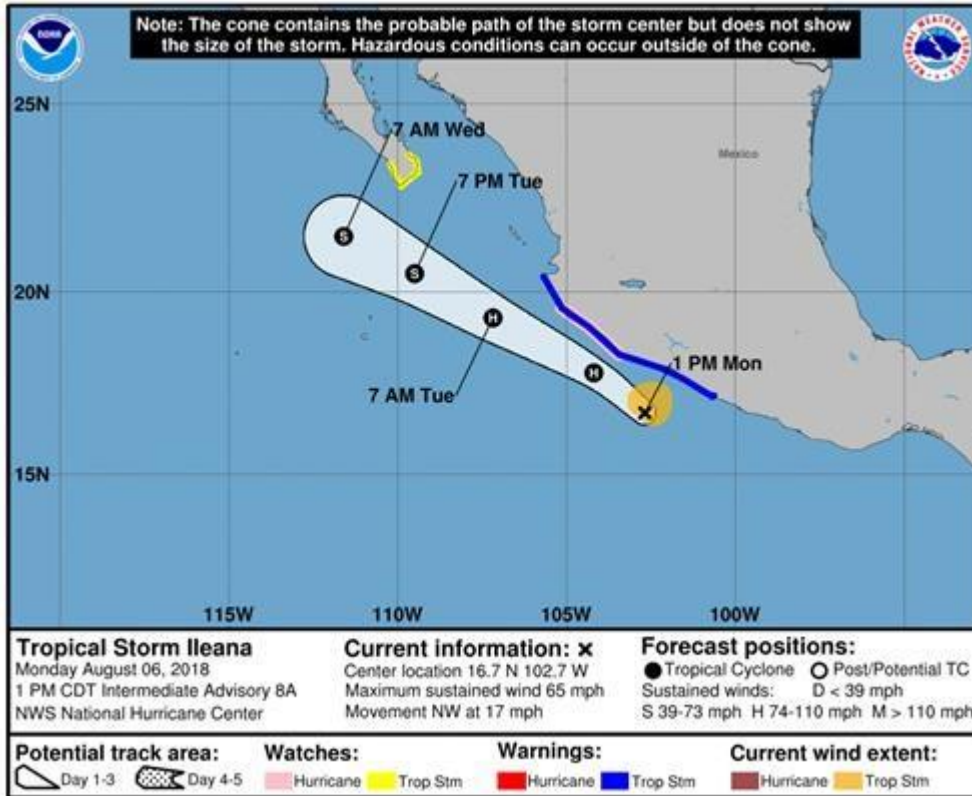 Note: The cone contains the probable path of the storm center but does not show
the size of the storm. Hazardous conditions can occur outside of the cone.
NOAA
NATIONAL WEATHER SERVICE
25N
7 AM Wed
Mexico
7 PM Tue
S
S
20N
H
1 PM Mon
H
7 AM Tue
15N
115W 110W 105W 100W
Tropical Storm Ileana
Monday August 06, 2018
1 PM CDT Intermediate Advisory 8A
NWS National Hurricane Center
Current information: x
Center location 16.7 N 102.7 W
Maximum sustained wind 65 mph
Movement NW at 17 mph
Forecast positions:
Tropical Cyclone Post/Potential TC
Sustained winds: D < 39 mph
S 39-73 mph H 74-110 mph M > 110 mph
Potential track area:
Day 1-3 Day 4-5
Watches:
Hurricane Trop Stm
Warnings:
Hurricane Trop Stm
Current wind extent:
Hurricane Trop Stm